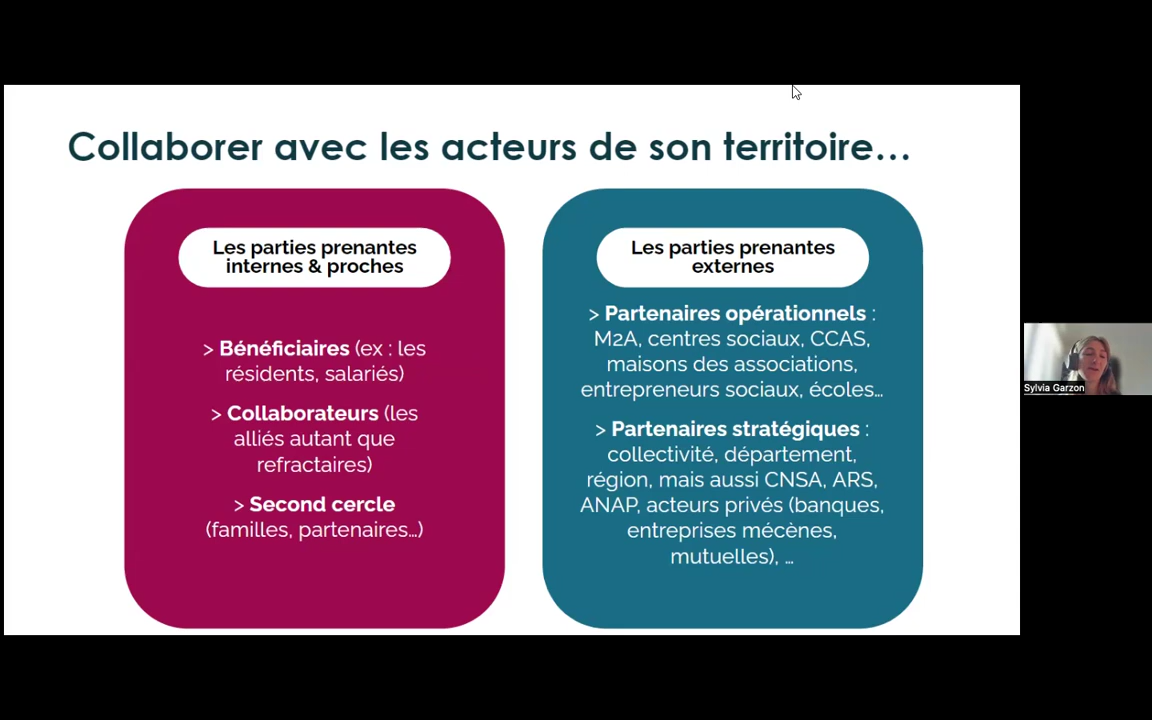 Collaborer avec les acteurs de son territoire...
Les parties prenantes
internes & proches
> Bénéficiaires (ex : les
résidents, salariés)
> Collaborateurs (les
alliés autant que
refractaires)
> Second cercle
(familles, partenaires...)
Les parties prenantes
externes
> Partenaires opérationnels :
M2A, centres sociaux, CCAS,
maisons des associations,
entrepreneurs sociaux, écoles...
> Partenaires stratégiques :
collectivité, département,
région, mais aussi CNSA, ARS,
ANAP, acteurs privés (banques,
entreprises mécènes,
mutuelles), ...
Sylvia Garzon